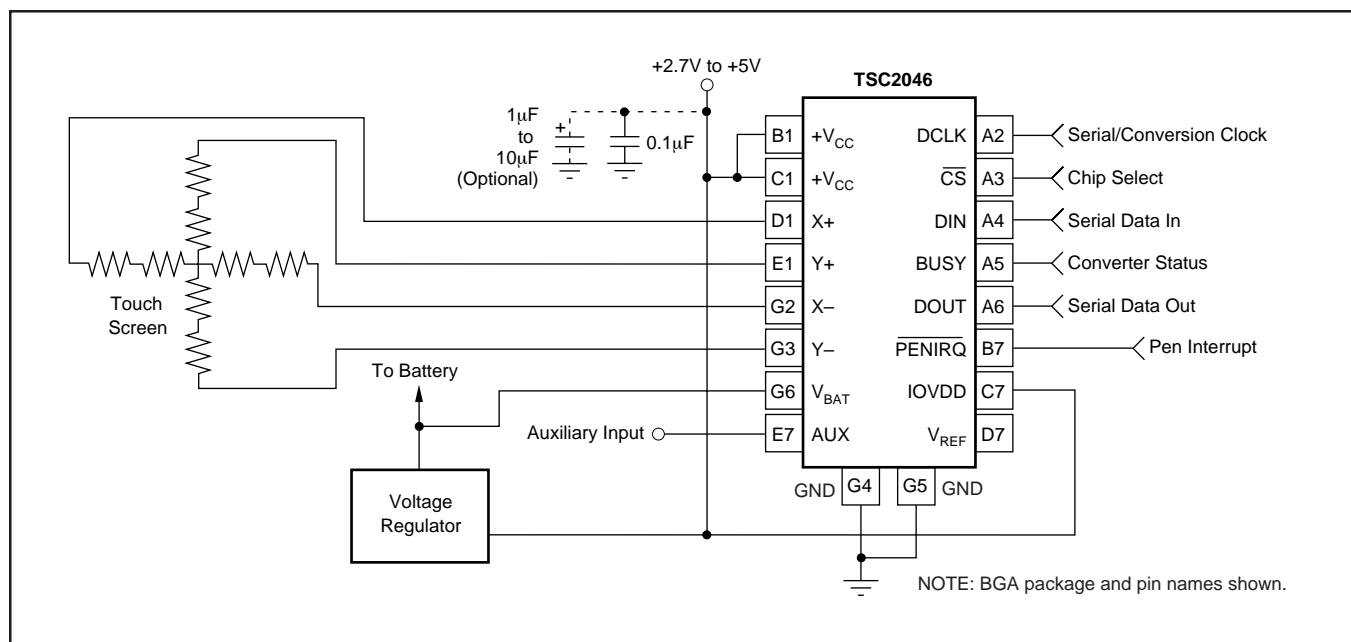 +2.7V to +5V
TSC2046
1μF
to
10μF
(Optional)
0.1μF
Touch
Screen
To Battery
Auxiliary Input
Voltage
Regulator
B1 +VCC
C1 +VCC
D1 X+
E1 Y+
G2 X–
G3 Y–
G6 VBAT
E7 AUX
DCLK A2 Serial/Conversion Clock
CS A3 Chip Select
DIN A4 Serial Data In
BUSY A5 Converter Status
DOUT A6 Serial Data Out
PENIRQ B7 Pen Interrupt
IOVDD C7
VREF D7
GND G4 G5 GND
NOTE: BGA package and pin names shown.